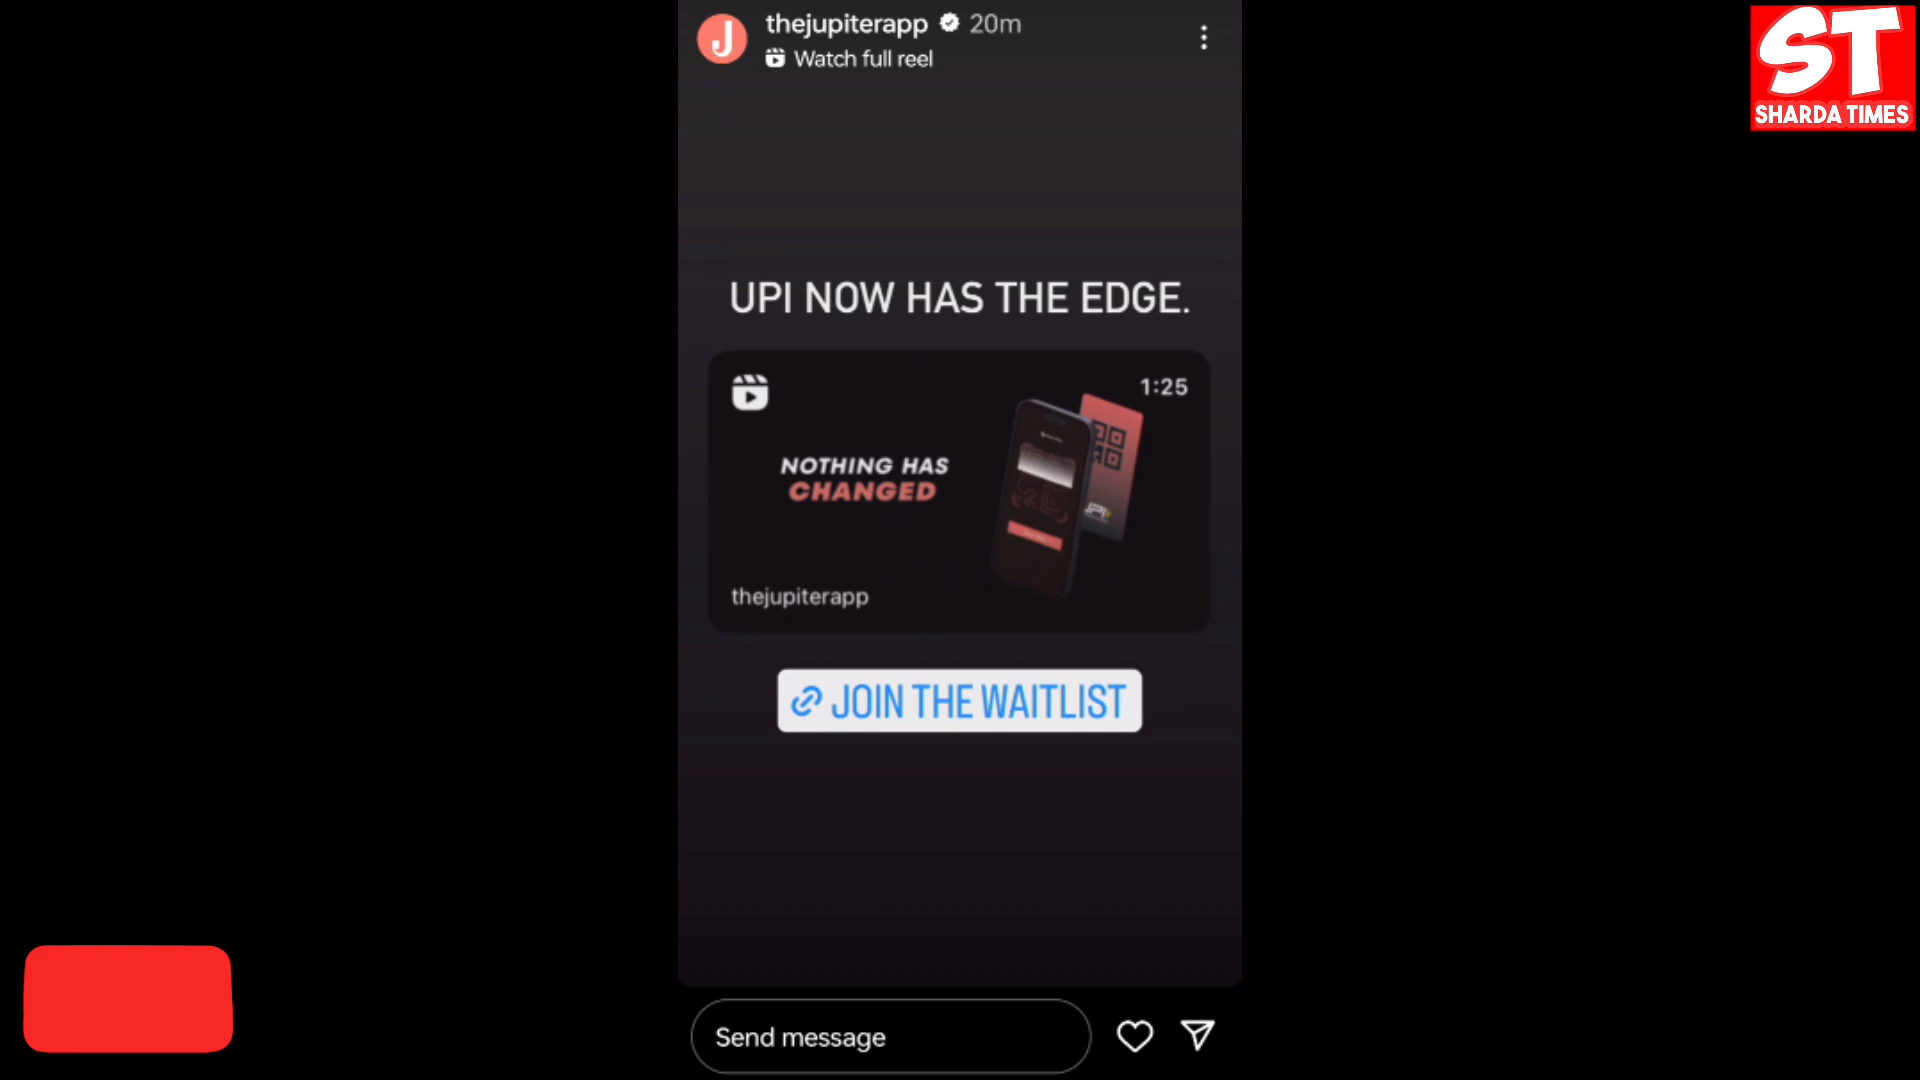 thejupiterapp 20m
Watch full reel
ST
SHARDA TIMES
UPI NOW HAS THE EDGE.
1:25
NOTHING HAS
CHANGED
thejupiterapp
JOIN THE WAITLIST
Send message